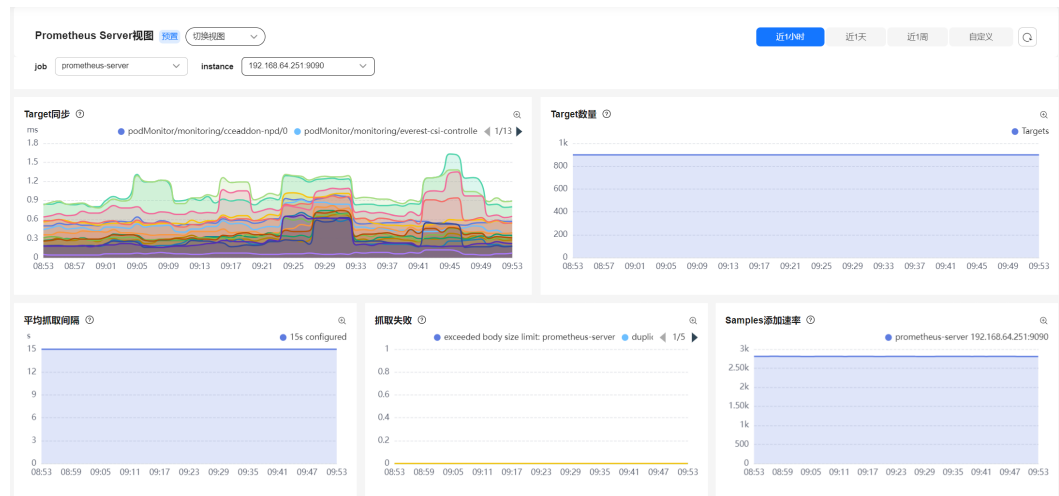 Prometheus Server视图 预置 切换视图 近1小时 近1天 近1周 自定义
job prometheus-server instance 192.168.64.251:9090
Target同步
ms podMonitor/monitoring/cceaddon-npd/0 podMonitor/monitoring/everest-csi-controlle 1/13
1.8
1.5
1.2
0.9
0.6
0.3
0
08:53 08:57 09:01 09:05 09:09 09:13 09:17 09:21 09:25 09:29 09:33 09:37 09:41 09:45 09:49 09:53
Target数量
Targets
1k
800
600
400
200
0
08:53 08:57 09:01 09:05 09:09 09:13 09:17 09:21 09:25 09:29 09:33 09:37 09:41 09:45 09:49 09:53
平均抓取间隔
s 15s configured
15
12
9
6
3
0
08:53 08:59 09:05 09:11 09:17 09:23 09:29 09:35 09:41 09:47 09:53
抓取失败
exceeded body size limit: prometheus-server dupli 1/5
1
0.8
0.6
0.4
0.2
0
08:53 08:59 09:05 09:11 09:17 09:23 09:29 09:35 09:41 09:47 09:53
Samples添加速率
prometheus-server 192.168.64.251:9090
3k
2.50k
2k
1.50k
1k
500
0
08:53 08:59 09:05 09:11 09:17 09:23 09:29 09:35 09:41 09:47 09:53